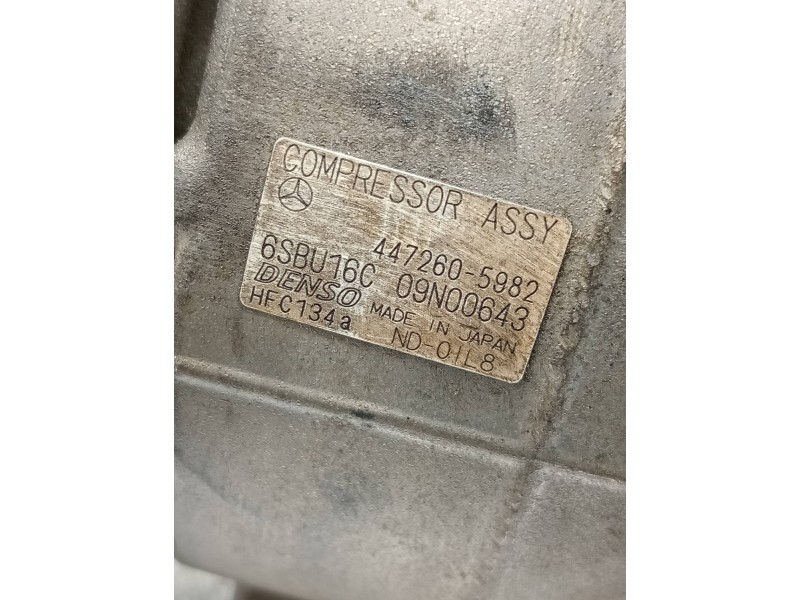 COMPRESSOR ASSY
447260-5982
6SBU16C 09N00643
DENSO MADE IN JAPAN
HFC134a ND-OIL8